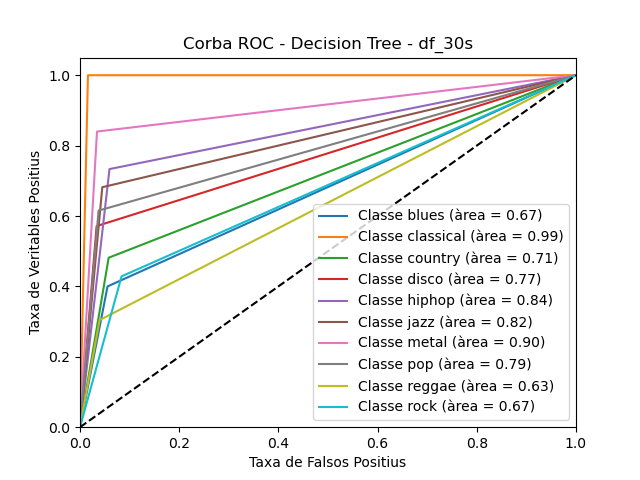 Corba ROC - Decision Tree - df_30s
Taxa de Veritables Positius
1.0
0.8
0.6
0.4
0.2
0.0
Classe blues (àrea = 0.67)
Classe classical (àrea = 0.99)
Classe country (àrea = 0.71)
Classe disco (àrea = 0.77)
Classe hiphop (àrea = 0.84)
Classe jazz (àrea = 0.82)
Classe metal (àrea = 0.90)
Classe pop (àrea = 0.79)
Classe reggae (àrea = 0.63)
Classe rock (àrea = 0.67)
0.0 0.2 0.4 0.6 0.8 1.0
Taxa de Falsos Positius